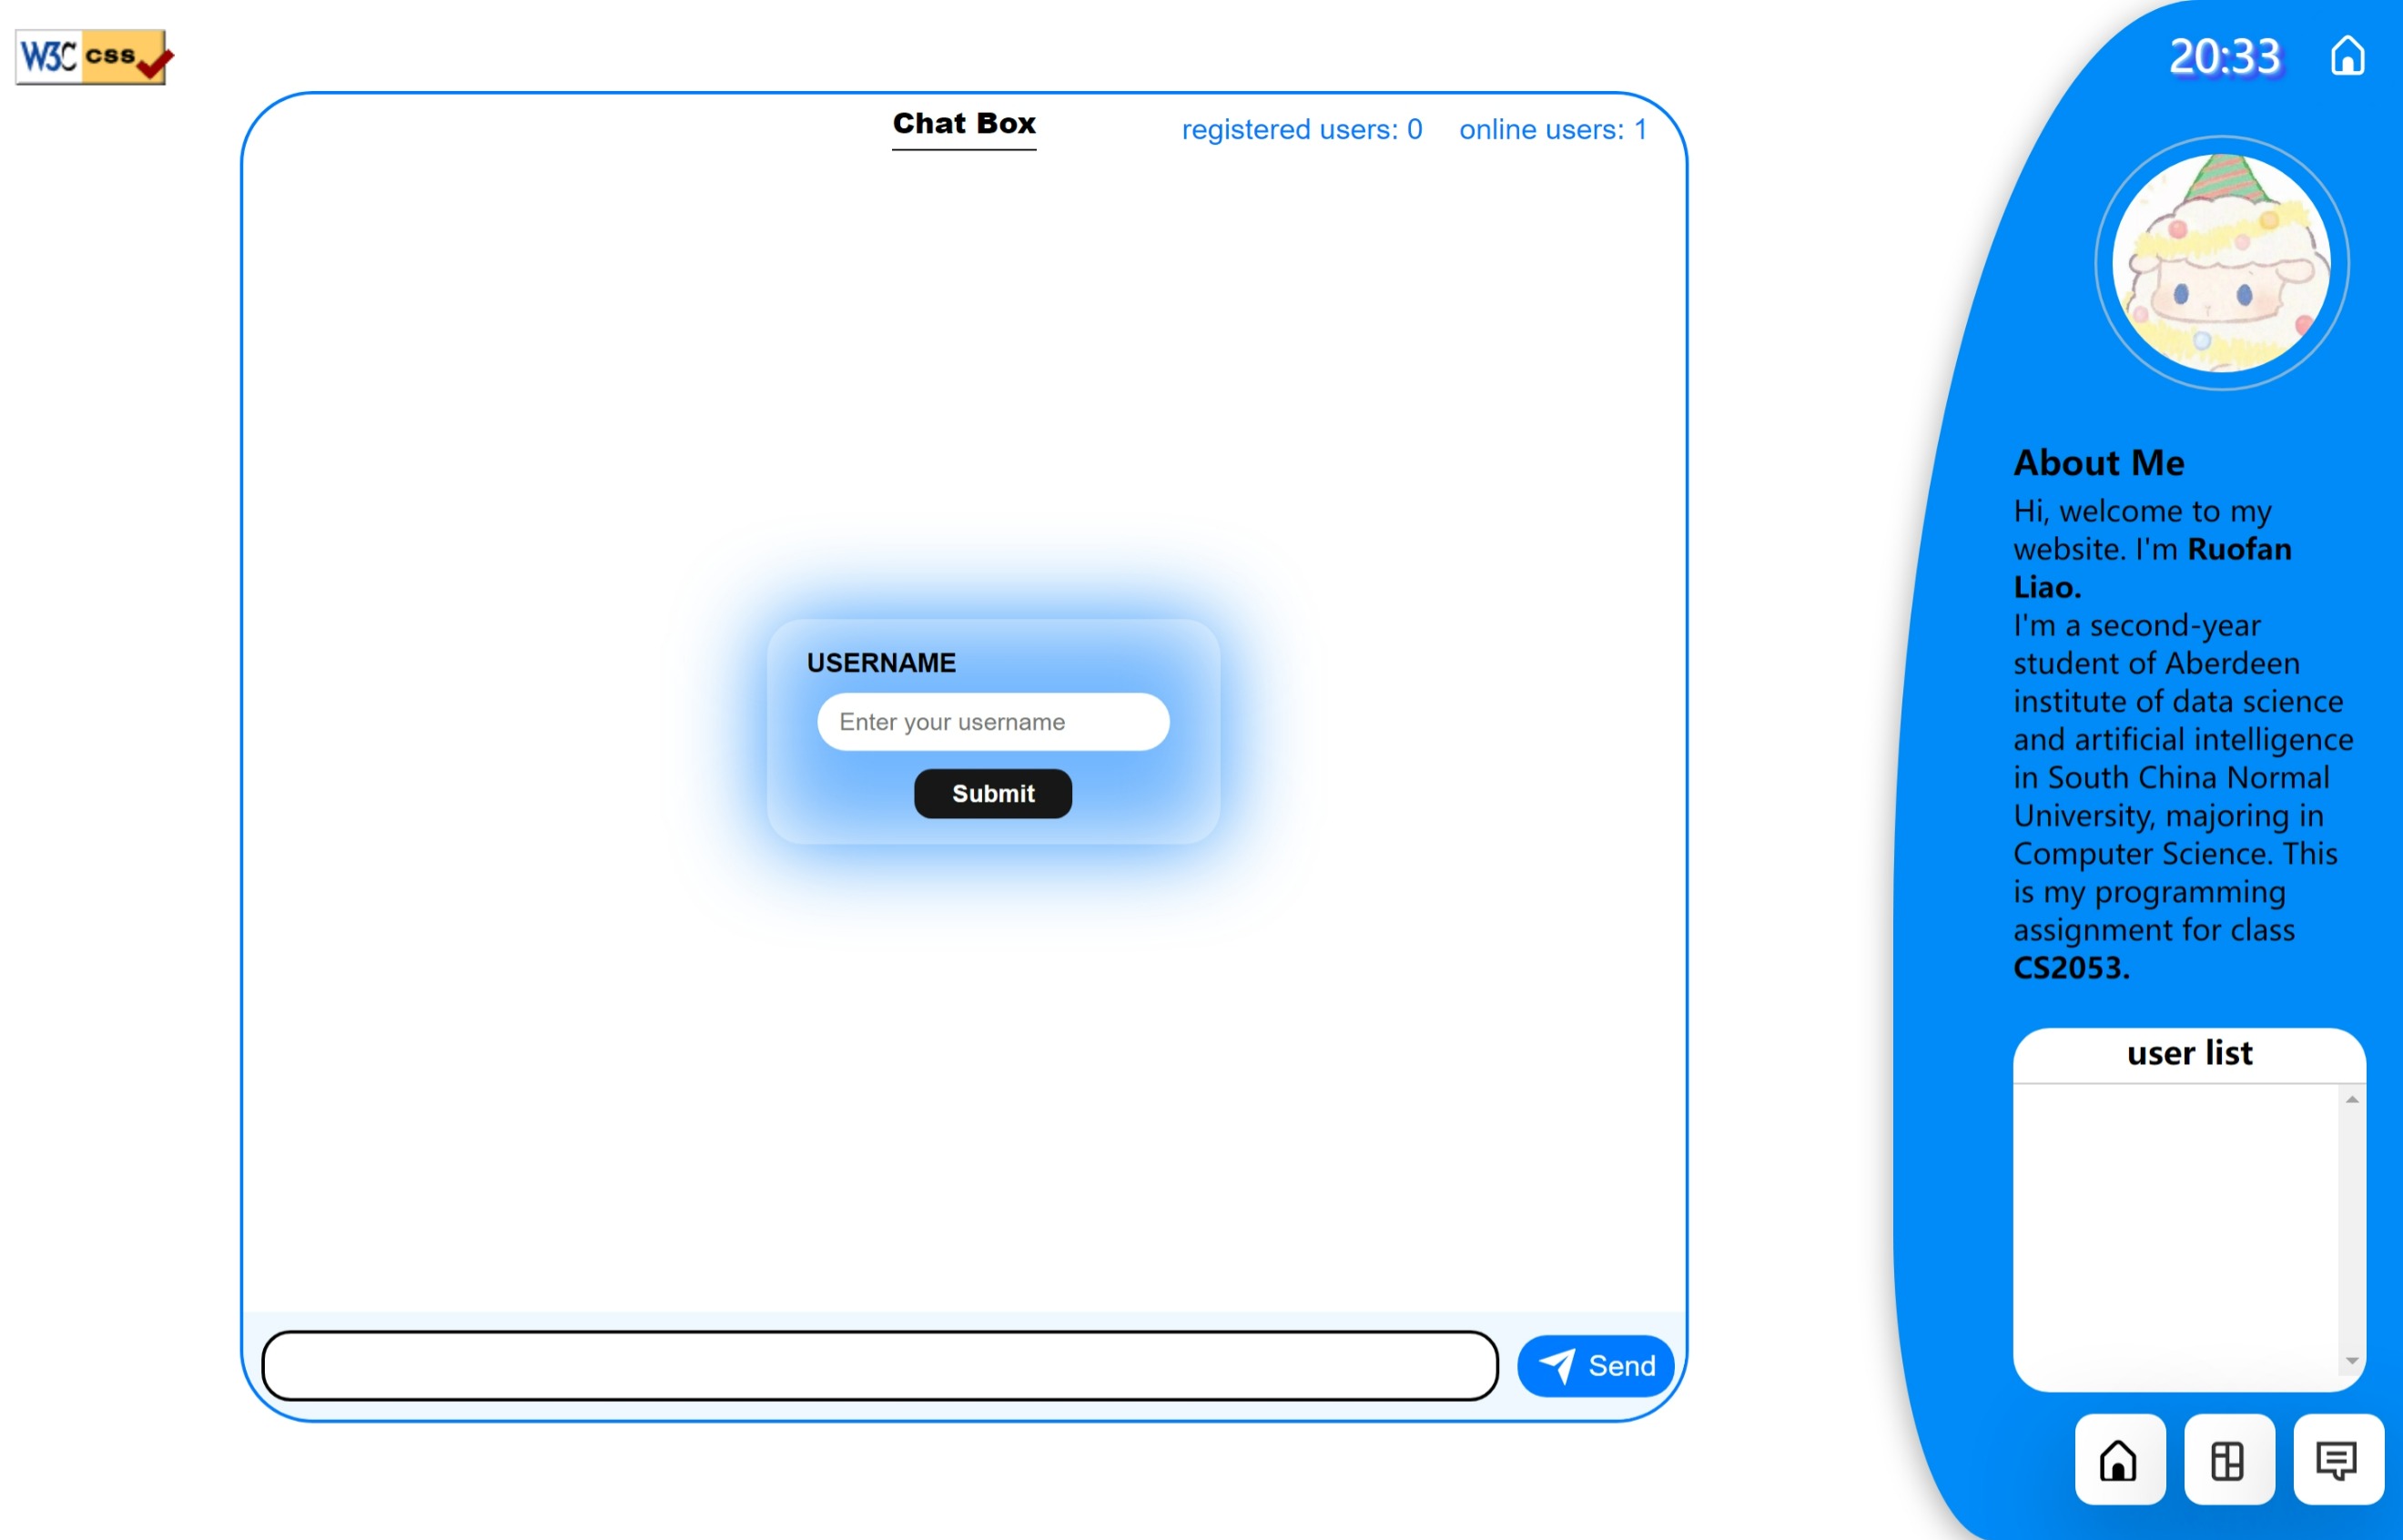 W3C css
20:33
Chat Box
registered users: 0 online users: 1
About Me
Hi, welcome to my
website. I'm Ruofan
Liao.
I'm a second-year
student of Aberdeen
institute of data science
and artificial intelligence
in South China Normal
University, majoring in
Computer Science. This
is my programming
assignment for class
CS2053.
USERNAME
Enter your username
Submit
user list
Send